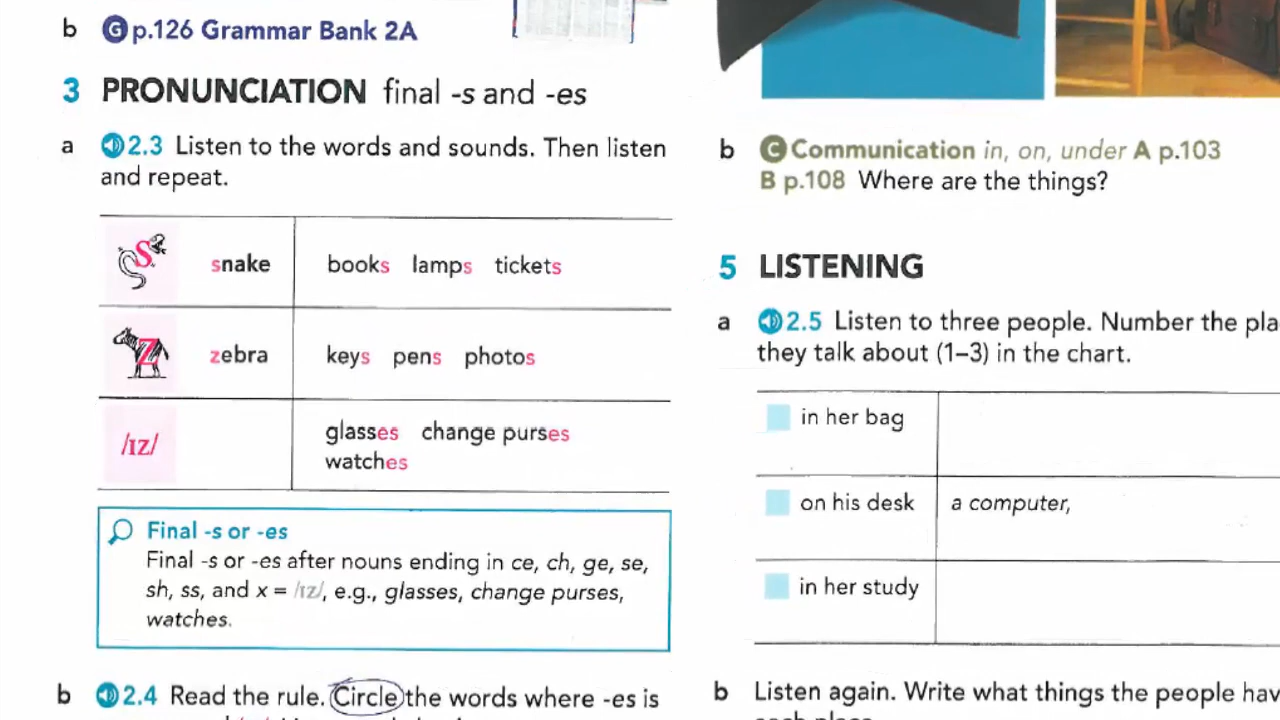 b G p.126 Grammar Bank 2A
3 PRONUNCIATION final -s and -es
a 2.3 Listen to the words and sounds. Then listen
and repeat.
snake books lamps tickets
zebra keys pens photos
/ɪz/ glasses change purses
watches
Final -s or -es
Final -s or -es after nouns ending in ce, ch, ge, se,
sh, ss, and x = /ɪz/, e.g., glasses, change purses,
watches.
b 2.4 Read the rule. Circle the words where -es is
b C Communication in, on, under A p.103
B p.108 Where are the things?
5 LISTENING
a 2.5 Listen to three people. Number the
they talk about (1–3) in the chart.
in her bag
on his desk a computer,
in her study
b Listen again. Write what things the people